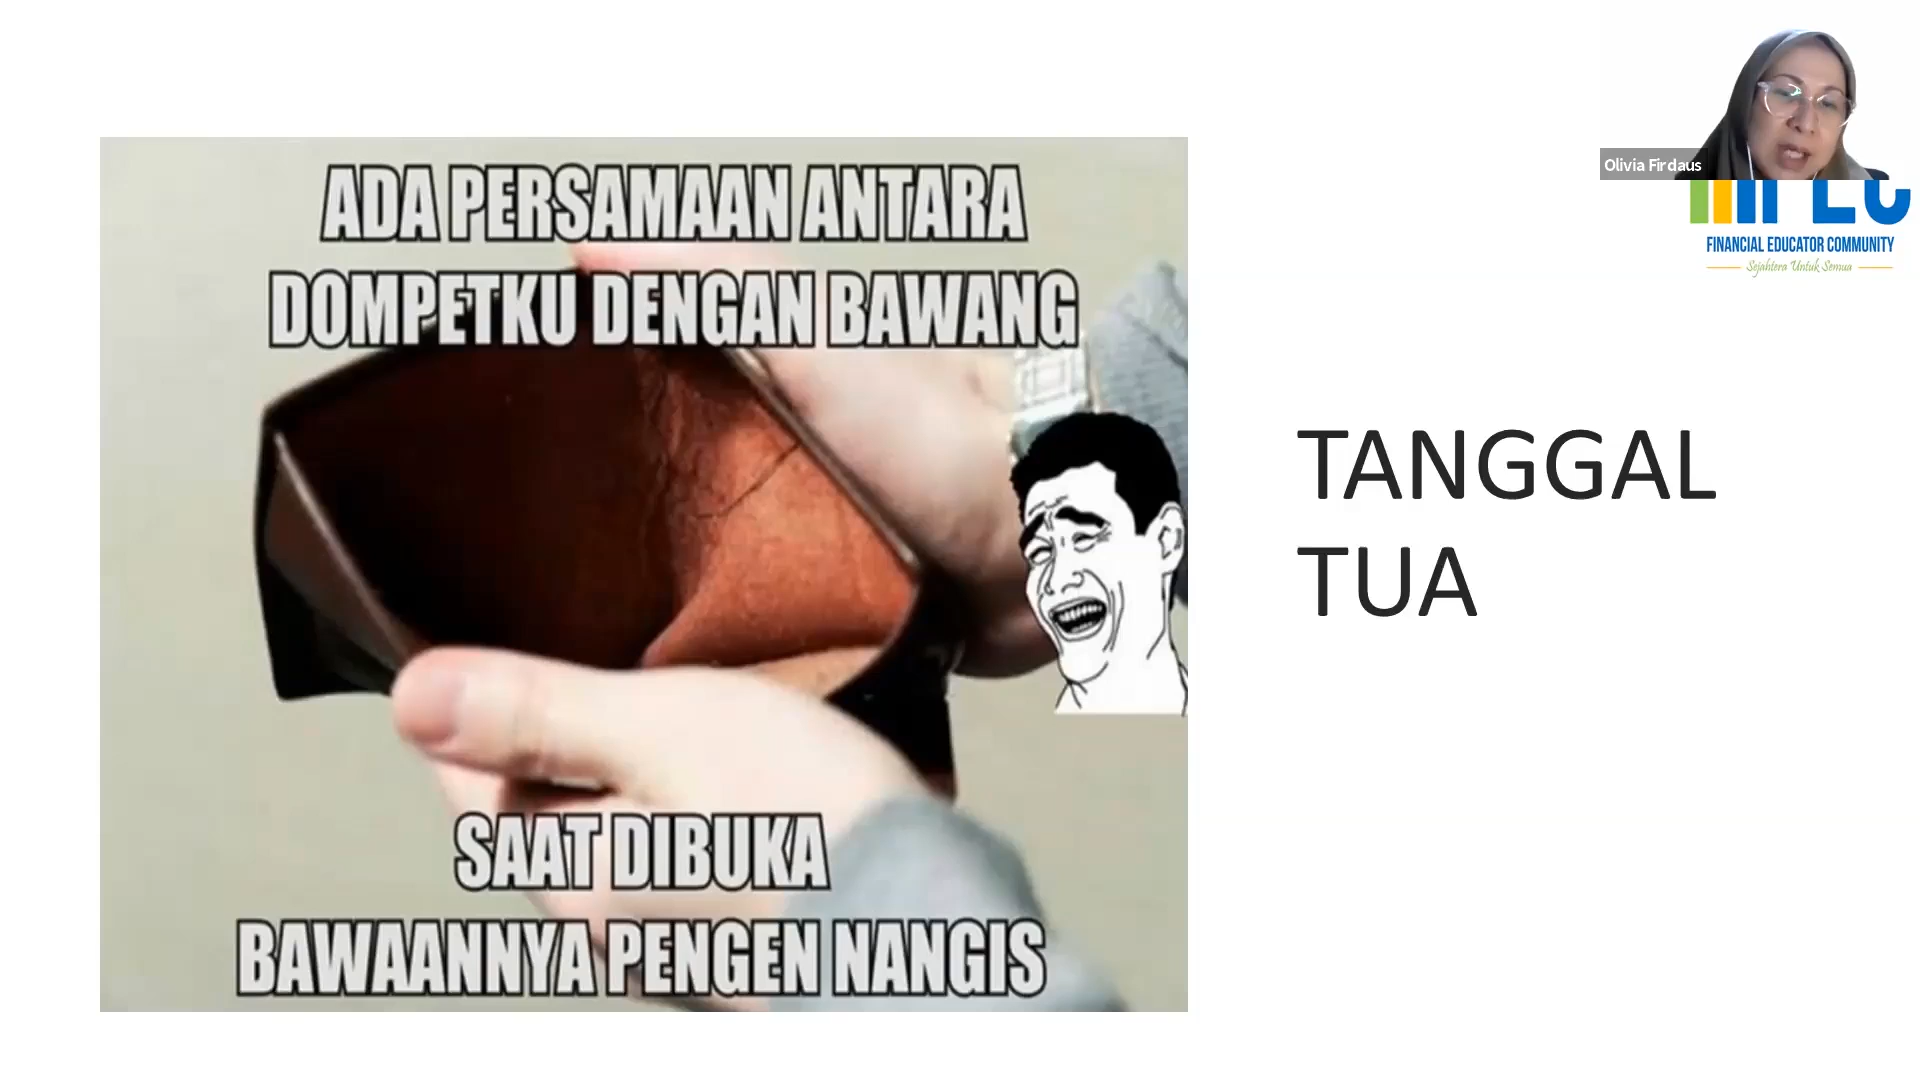 ADA PERSAMAAN ANTARA
DOMPETKU DENGAN BAWANG
SAAT DIBUKA
BAWAANNYA PENGEN NANGIS
TANGGAL
TUA
Olivia Firdaus
FINANCIAL EDUCATOR COMMUNITY
Sejahtera Untuk Semua